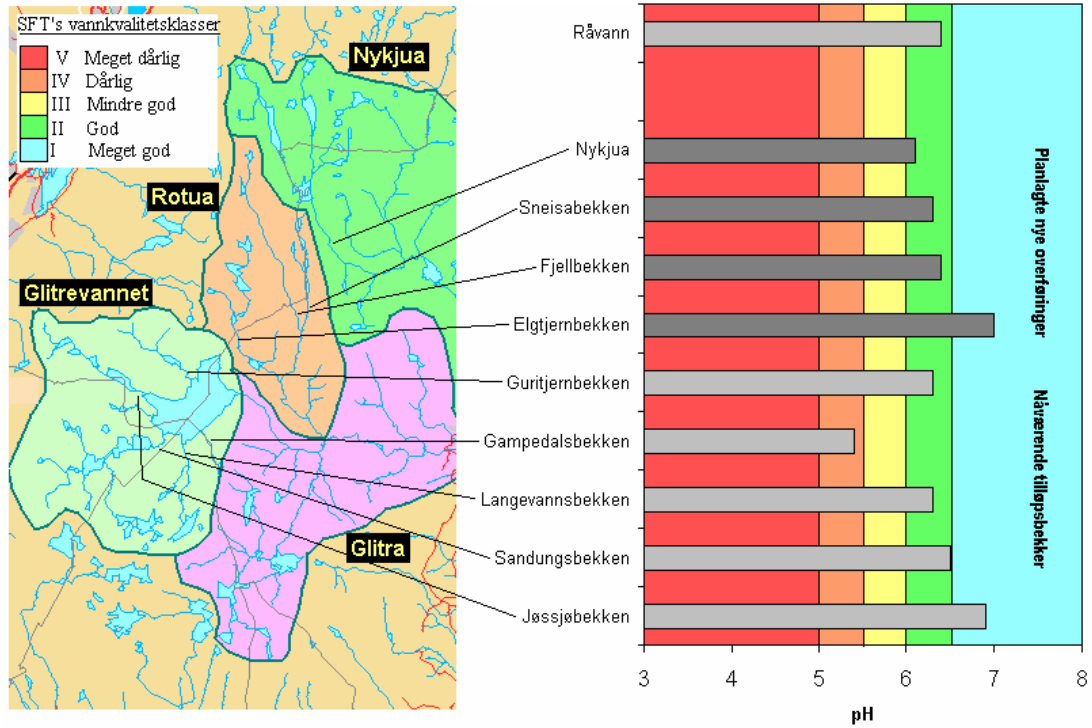 SFT's vannkvalitetsklasser
V Meget dårlig
IV Dårlig
III Mindre god
II God
I Meget god
Nykjua
Rotua
Glitrevannet
Glitra
Råvann
Nykjua
Sneisabekken
Fjellbekken
Elgtjernbekken
Guritjernbekken
Gampedalsbekken
Langevannsbekken
Sandungsbekken
Jøssjøbekken
Planlagte nye overføringer
Nåværende tilløpsbekker
3 4 5 6 7 8
pH